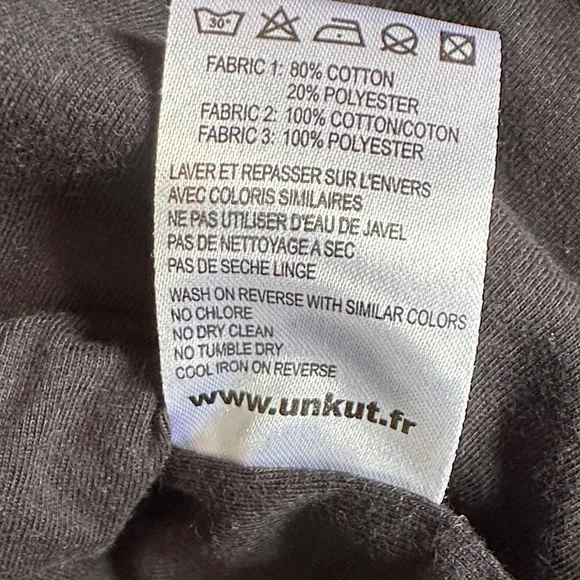 30°
FABRIC 1: 80% COTTON
20% POLYESTER
FABRIC 2: 100% COTTON/COTON
FABRIC 3: 100% POLYESTER
LAVER ET REPASSER SUR L'ENVERS
AVEC COLORIS SIMILAIRES
NE PAS UTILISER D'EAU DE JAVEL
PAS DE NETTOYAGE A SEC
PAS DE SECHE LINGE
WASH ON REVERSE WITH SIMILAR COLORS
NO CHLORE
NO DRY CLEAN
NO TUMBLE DRY
COOL IRON ON REVERSE
www.unkut.fr